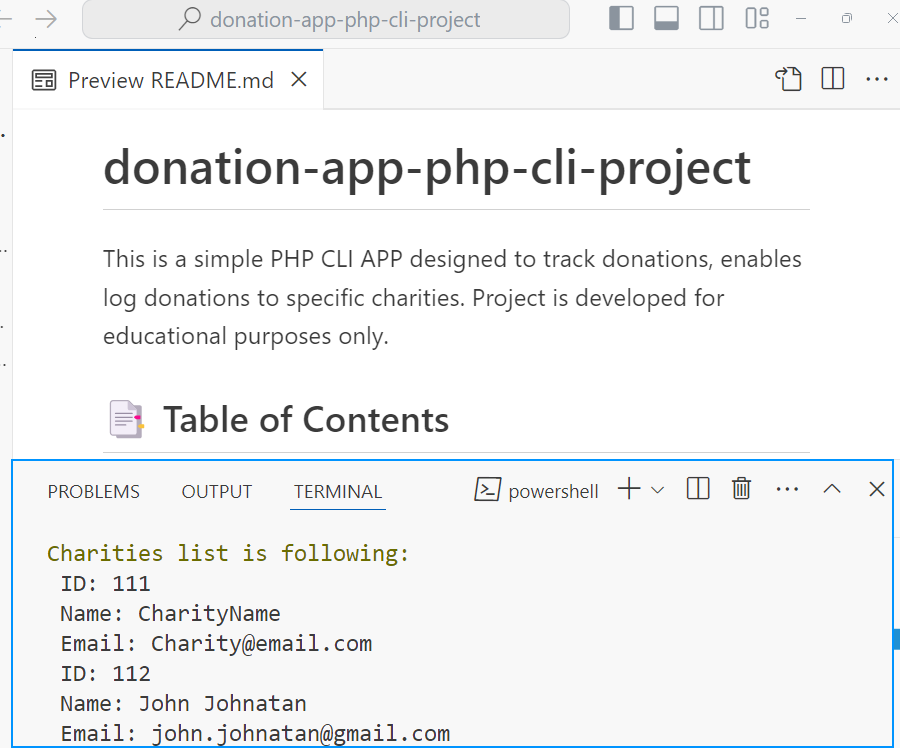 donation-app-php-cli-project
Preview README.md
donation-app-php-cli-project
This is a simple PHP CLI APP designed to track donations, enables
log donations to specific charities. Project is developed for
educational purposes only.
Table of Contents
PROBLEMS OUTPUT TERMINAL powershell
Charities list is following:
ID: 111
Name: CharityName
Email: Charity@email.com
ID: 112
Name: John Johnatan
Email: john.johnatan@gmail.com